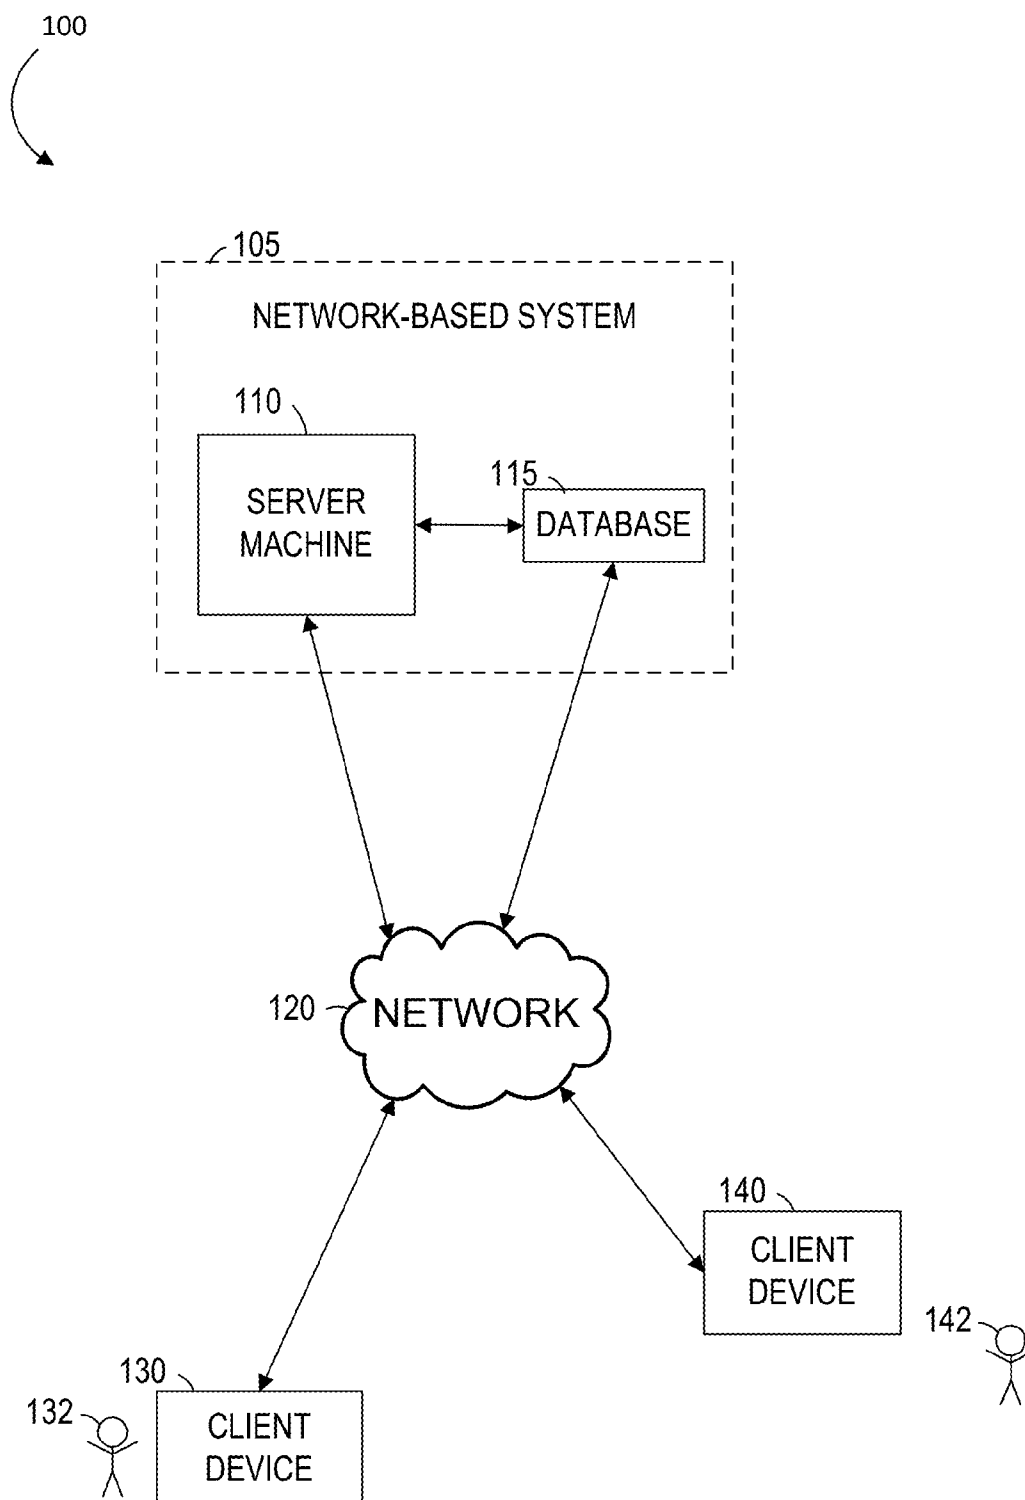 100
105
NETWORK-BASED SYSTEM
110
SERVER
MACHINE
115
DATABASE
120
NETWORK
140
CLIENT
DEVICE
142
130
132
CLIENT
DEVICE